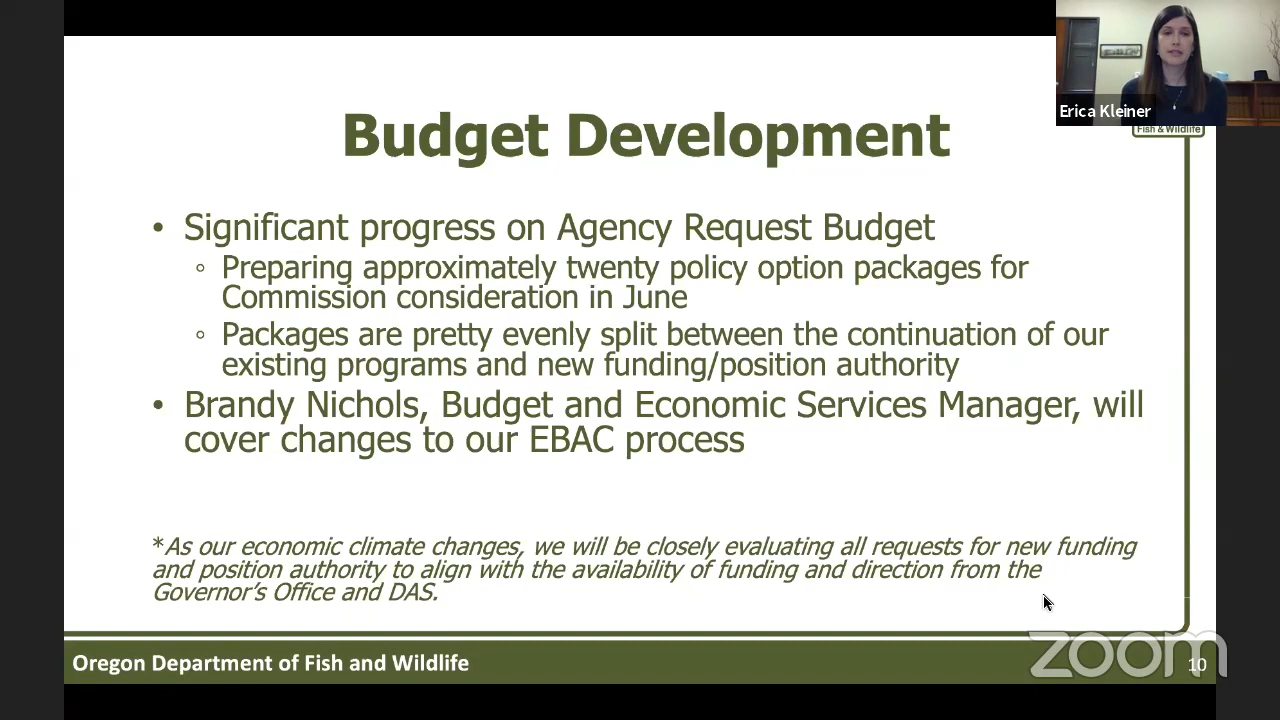 Erica Kleiner
Fish & Wildlife
Budget Development
• Significant progress on Agency Request Budget
◦ Preparing approximately twenty policy option packages for
Commission consideration in June
◦ Packages are pretty evenly split between the continuation of our
existing programs and new funding/position authority
• Brandy Nichols, Budget and Economic Services Manager, will
cover changes to our EBAC process
*As our economic climate changes, we will be closely evaluating all requests for new funding
and position authority to align with the availability of funding and direction from the
Governor's Office and DAS.
Oregon Department of Fish and Wildlife
zoom
10